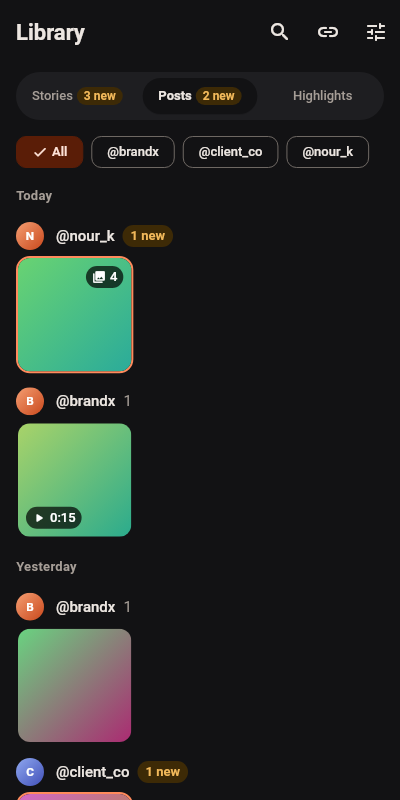 Library
Stories 3 new Posts 2 new Highlights
All @brandx @client_co @nour_k
Today
N @nour_k 1 new
4
B @brandx 1
0:15
Yesterday
B @brandx 1
C @client_co 1 new